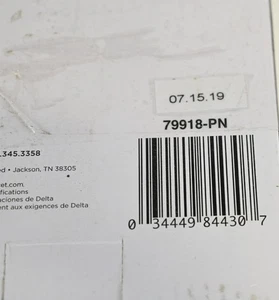 07.15.19
79918-PN
.345.3358
ed • Jackson, TN 38305
et.com
ifications
aciones de Delta
ent aux exigences de Delta
0 34449 84430 7